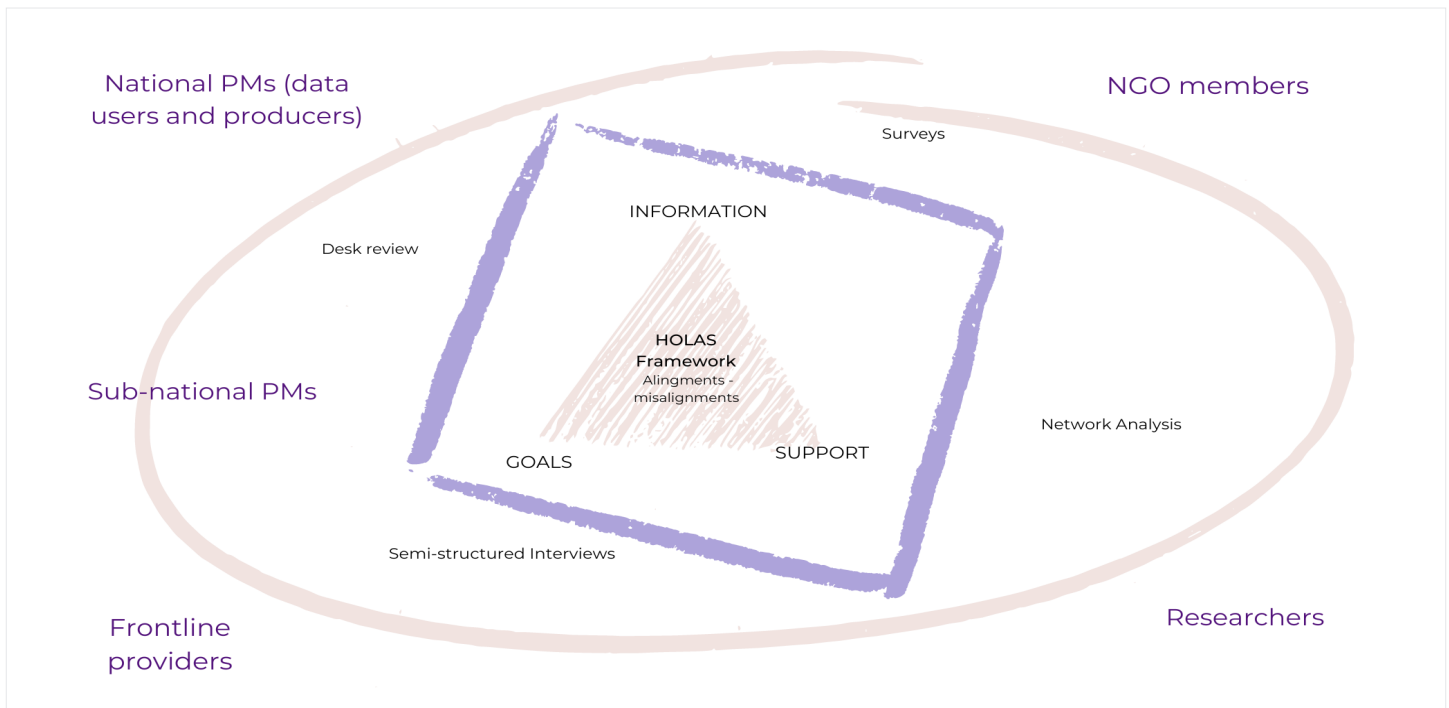 National PMs (data
users and producers)
NGO members
Surveys
INFORMATION
Desk review
HOLAS
Framework
Alingments -
misalignments
Sub-national PMs
Network Analysis
GOALS
SUPPORT
Semi-structured Interviews
Frontline
providers
Researchers